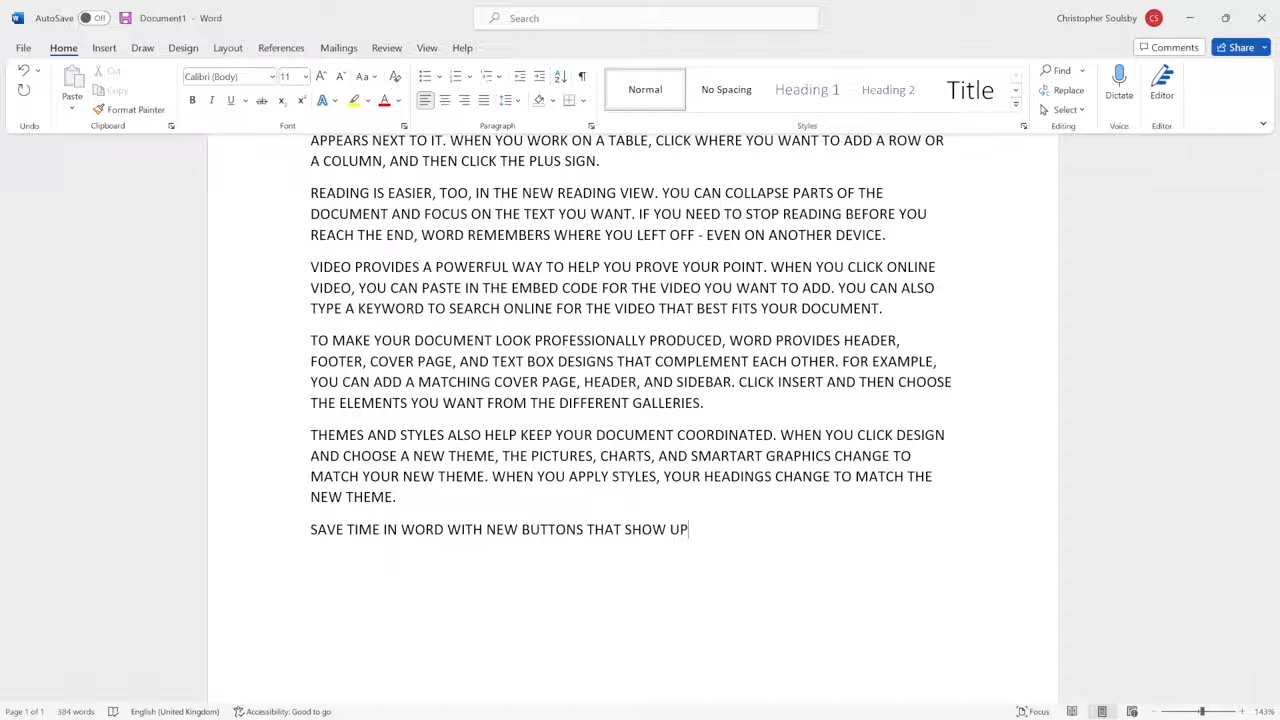 AutoSave Off Document1 - Word Search Christopher Soulsby CS
File Home Insert Draw Design Layout References Mailings Review View Help Comments Share
Paste Cut Copy Format Painter
Calibri (Body) 11 A A Aa A
B I U ab x₂ x² A A
Normal No Spacing Heading 1 Heading 2 Title
Find Replace Select
Dictate Editor
Undo Clipboard Font Paragraph Styles Editing Voice Editor
APPEARS NEXT TO IT. WHEN YOU WORK ON A TABLE, CLICK WHERE YOU WANT TO ADD A ROW OR
A COLUMN, AND THEN CLICK THE PLUS SIGN.
READING IS EASIER, TOO, IN THE NEW READING VIEW. YOU CAN COLLAPSE PARTS OF THE
DOCUMENT AND FOCUS ON THE TEXT YOU WANT. IF YOU NEED TO STOP READING BEFORE YOU
REACH THE END, WORD REMEMBERS WHERE YOU LEFT OFF - EVEN ON ANOTHER DEVICE.
VIDEO PROVIDES A POWERFUL WAY TO HELP YOU PROVE YOUR POINT. WHEN YOU CLICK ONLINE
VIDEO, YOU CAN PASTE IN THE EMBED CODE FOR THE VIDEO YOU WANT TO ADD. YOU CAN ALSO
TYPE A KEYWORD TO SEARCH ONLINE FOR THE VIDEO THAT BEST FITS YOUR DOCUMENT.
TO MAKE YOUR DOCUMENT LOOK PROFESSIONALLY PRODUCED, WORD PROVIDES HEADER,
FOOTER, COVER PAGE, AND TEXT BOX DESIGNS THAT COMPLEMENT EACH OTHER. FOR EXAMPLE,
YOU CAN ADD A MATCHING COVER PAGE, HEADER, AND SIDEBAR. CLICK INSERT AND THEN CHOOSE
THE ELEMENTS YOU WANT FROM THE DIFFERENT GALLERIES.
THEMES AND STYLES ALSO HELP KEEP YOUR DOCUMENT COORDINATED. WHEN YOU CLICK DESIGN
AND CHOOSE A NEW THEME, THE PICTURES, CHARTS, AND SMARTART GRAPHICS CHANGE TO
MATCH YOUR NEW THEME. WHEN YOU APPLY STYLES, YOUR HEADINGS CHANGE TO MATCH THE
NEW THEME.
SAVE TIME IN WORD WITH NEW BUTTONS THAT SHOW UP
Page 1 of 1 384 words English (United Kingdom) Accessibility: Good to go Focus 143%